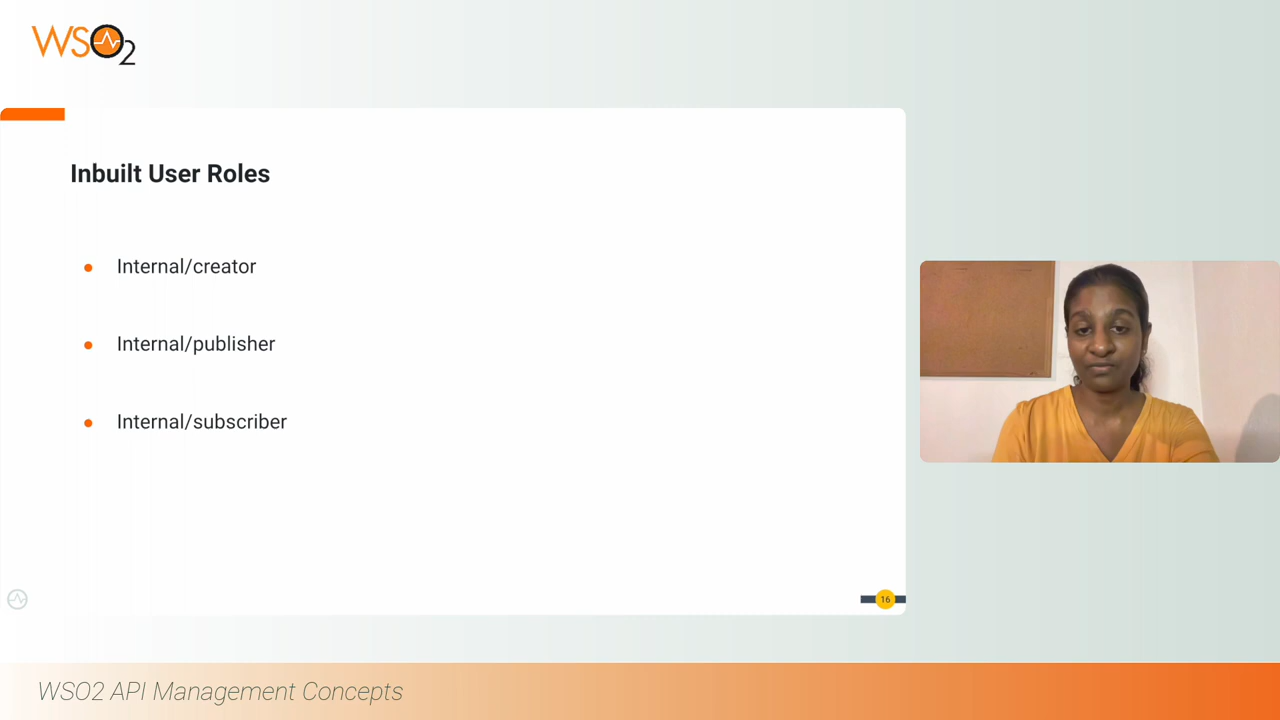 WSO2
Inbuilt User Roles
Internal/creator
Internal/publisher
Internal/subscriber
16
WSO2 API Management Concepts